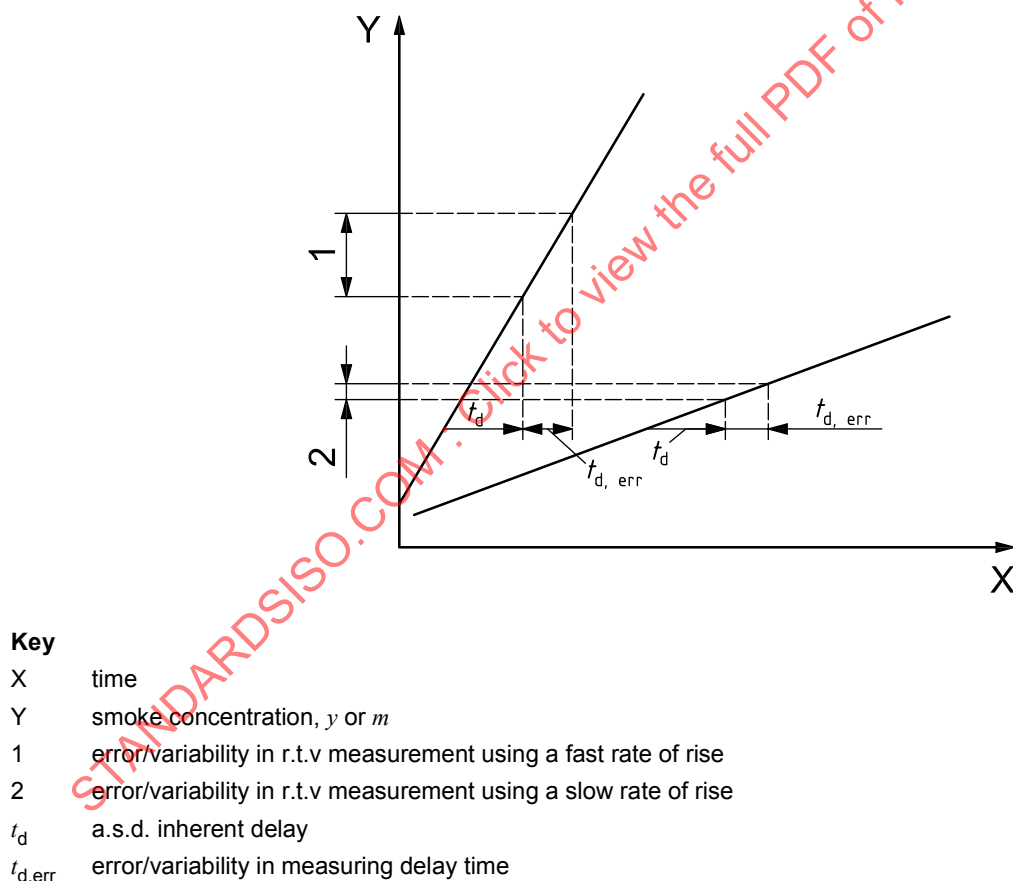 Y
1
2
t_d
t_d, err
t_d
t_d, err
X
Key
X time
Y smoke concentration, y or m
1 error/variability in r.t.v measurement using a fast rate of rise
2 error/variability in r.t.v measurement using a slow rate of rise
t_d a.s.d. inherent delay
t_d,err error/variability in measuring delay time
STANDARDSISO.COM : Click to view the full PDF of